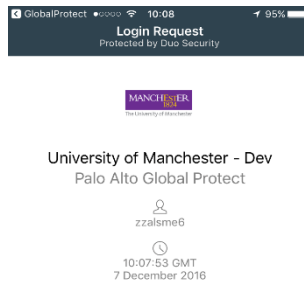 GlobalProtect 10:08 95%
Login Request
Protected by Duo Security
MANCHESTER
1824
The University of Manchester
University of Manchester - Dev
Palo Alto Global Protect
zzalsme6
10:07:53 GMT
7 December 2016